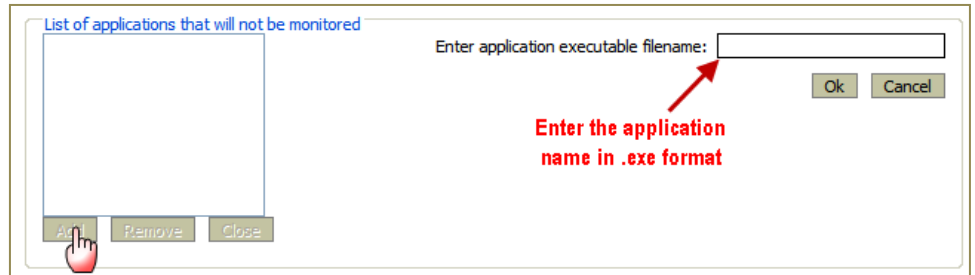 List of applications that will not be monitored
Enter application executable filename:
Ok Cancel
Enter the application
name in .exe format
Add Remove Close